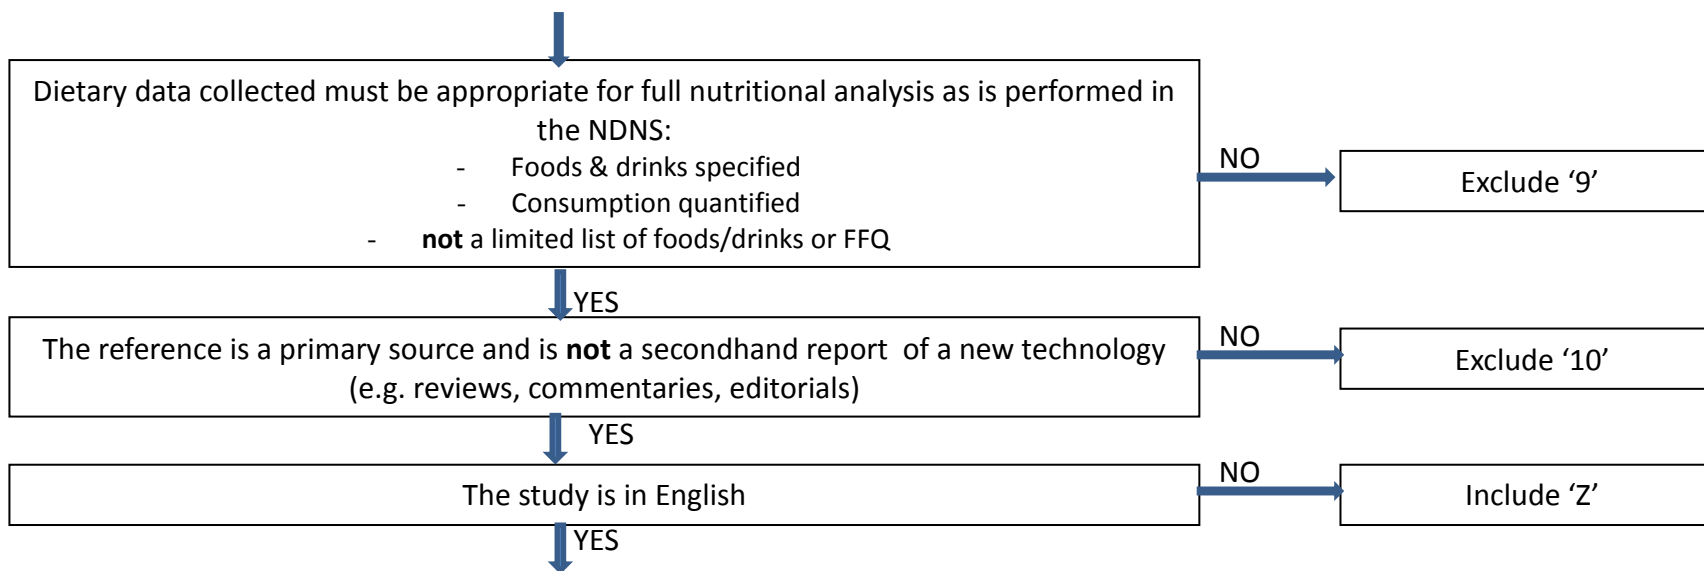 Dietary data collected must be appropriate for full nutritional analysis as is performed in
the NDNS:
- Foods & drinks specified
- Consumption quantified
- not a limited list of foods/drinks or FFQ
NO
Exclude ‘9’
YES
The reference is a primary source and is not a secondhand report of a new technology
(e.g. reviews, commentaries, editorials)
NO
Exclude ‘10’
YES
The study is in English
NO
Include ‘Z’
YES